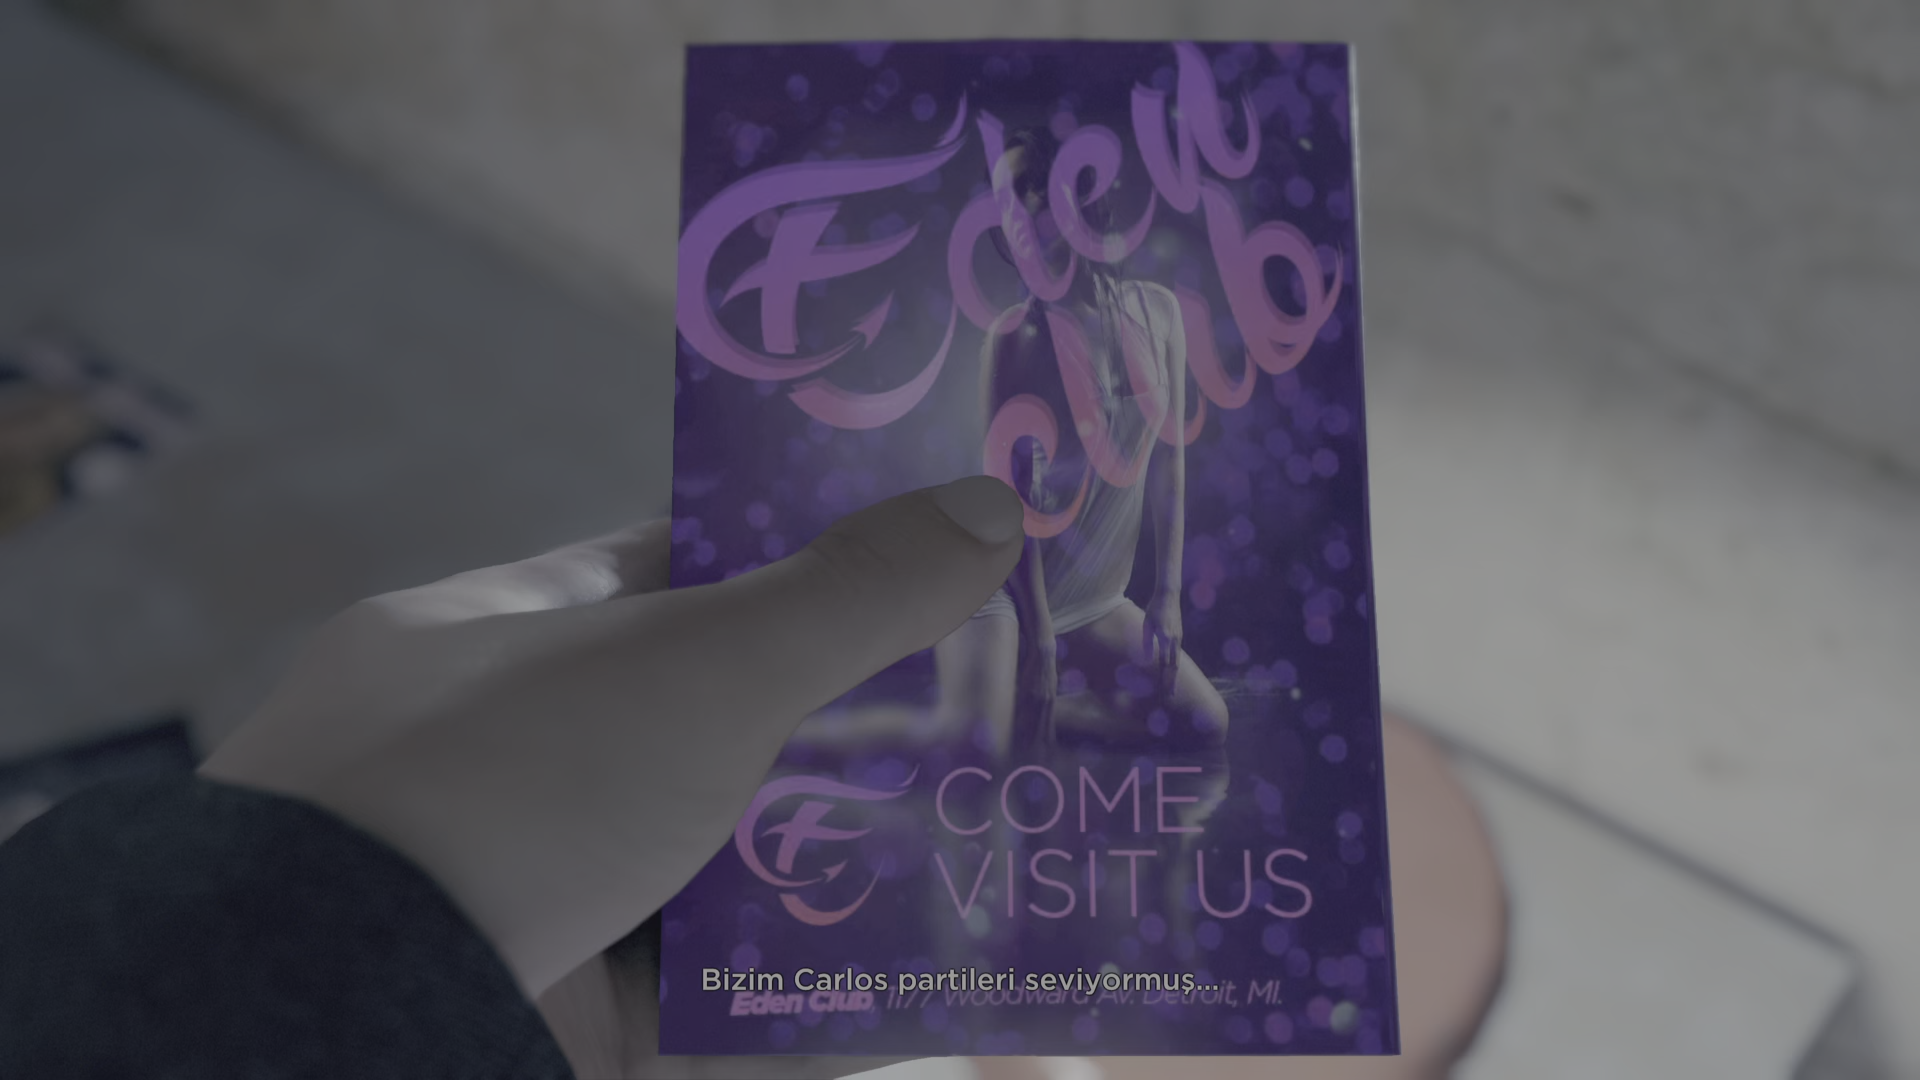 Eden
Club
COME
VISIT US
Bizim Carlos partileri seviyormuş...
Eden Club, 1177 Woodward Av. Detroit, MI.